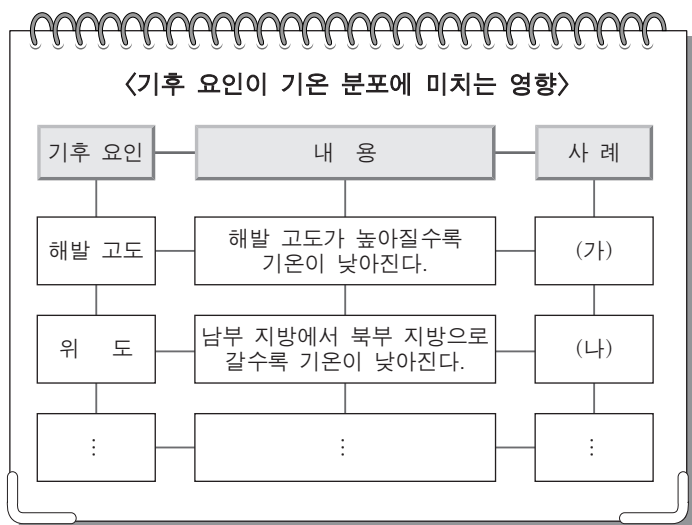 〈기후 요인이 기온 분포에 미치는 영향〉
기후 요인
내 용
사 례
해발 고도
해발 고도가 높아질수록
기온이 낮아진다.
(가)
위 도
남부 지방에서 북부 지방으로
갈수록 기온이 낮아진다.
(나)
⋮
⋮
⋮